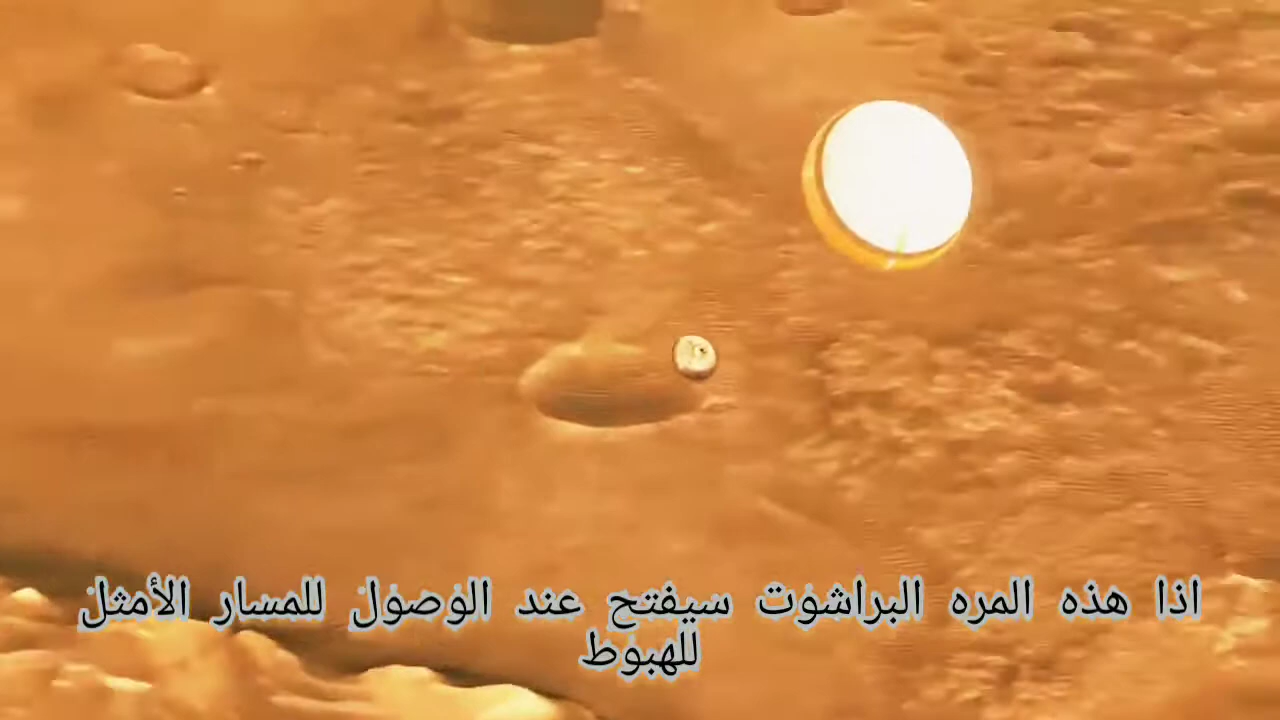 اذا هذه المره البراشوت سيفتح عند الوصول للمسار الأمثل
للهبوط